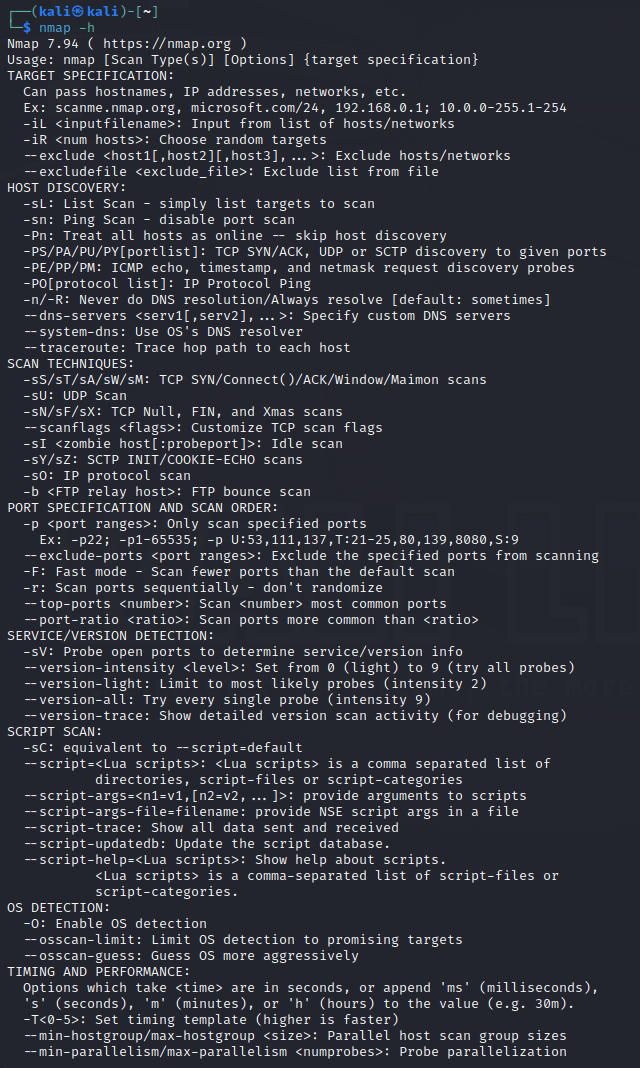 ┌──(kali㉿kali)-[~]
└─$ nmap -h
Nmap 7.94 ( https://nmap.org )
Usage: nmap [Scan Type(s)] [Options] {target specification}
TARGET SPECIFICATION:
  Can pass hostnames, IP addresses, networks, etc.
  Ex: scanme.nmap.org, microsoft.com/24, 192.168.0.1; 10.0.0-255.1-254
  -iL <inputfilename>: Input from list of hosts/networks
  -iR <num hosts>: Choose random targets
  --exclude <host1[,host2][,host3],...>: Exclude hosts/networks
  --excludefile <exclude_file>: Exclude list from file
HOST DISCOVERY:
  -sL: List Scan - simply list targets to scan
  -sn: Ping Scan - disable port scan
  -Pn: Treat all hosts as online -- skip host discovery
  -PS/PA/PU/PY[portlist]: TCP SYN/ACK, UDP or SCTP discovery to given ports
  -PE/PP/PM: ICMP echo, timestamp, and netmask request discovery probes
  -PO[protocol list]: IP Protocol Ping
  -n/-R: Never do DNS resolution/Always resolve [default: sometimes]
  --dns-servers <serv1[,serv2],...>: Specify custom DNS servers
  --system-dns: Use OS's DNS resolver
  --traceroute: Trace hop path to each host
SCAN TECHNIQUES:
  -sS/sT/sA/sW/sM: TCP SYN/Connect()/ACK/Window/Maimon scans
  -sU: UDP Scan
  -sN/sF/sX: TCP Null, FIN, and Xmas scans
  --scanflags <flags>: Customize TCP scan flags
  -sI <zombie host[:probeport]>: Idle scan
  -sY/sZ: SCTP INIT/COOKIE-ECHO scans
  -sO: IP protocol scan
  -b <FTP relay host>: FTP bounce scan
PORT SPECIFICATION AND SCAN ORDER:
  -p <port ranges>: Only scan specified ports
    Ex: -p22; -p1-65535; -p U:53,111,137,T:21-25,80,139,8080,S:9
  --exclude-ports <port ranges>: Exclude the specified ports from scanning
  -F: Fast mode - Scan fewer ports than the default scan
  -r: Scan ports sequentially - don't randomize
  --top-ports <number>: Scan <number> most common ports
  --port-ratio <ratio>: Scan ports more common than <ratio>
SERVICE/VERSION DETECTION:
  -sV: Probe open ports to determine service/version info
  --version-intensity <level>: Set from 0 (light) to 9 (try all probes)
  --version-light: Limit to most likely probes (intensity 2)
  --version-all: Try every single probe (intensity 9)
  --version-trace: Show detailed version scan activity (for debugging)
SCRIPT SCAN:
  -sC: equivalent to --script=default
  --script=<Lua scripts>: <Lua scripts> is a comma separated list of
           directories, script-files or script-categories
  --script-args=<n1=v1,[n2=v2,...]>: provide arguments to scripts
  --script-args-file=filename: provide NSE script args in a file
  --script-trace: Show all data sent and received
  --script-updatedb: Update the script database.
  --script-help=<Lua scripts>: Show help about scripts.
           <Lua scripts> is a comma-separated list of script-files or
           script-categories.
OS DETECTION:
  -O: Enable OS detection
  --osscan-limit: Limit OS detection to promising targets
  --osscan-guess: Guess OS more aggressively
TIMING AND PERFORMANCE:
  Options which take <time> are in seconds, or append 'ms' (milliseconds),
  's' (seconds), 'm' (minutes), or 'h' (hours) to the value (e.g. 30m).
  -T<0-5>: Set timing template (higher is faster)
  --min-hostgroup/max-hostgroup <size>: Parallel host scan group sizes
  --min-parallelism/max-parallelism <numprobes>: Probe parallelization